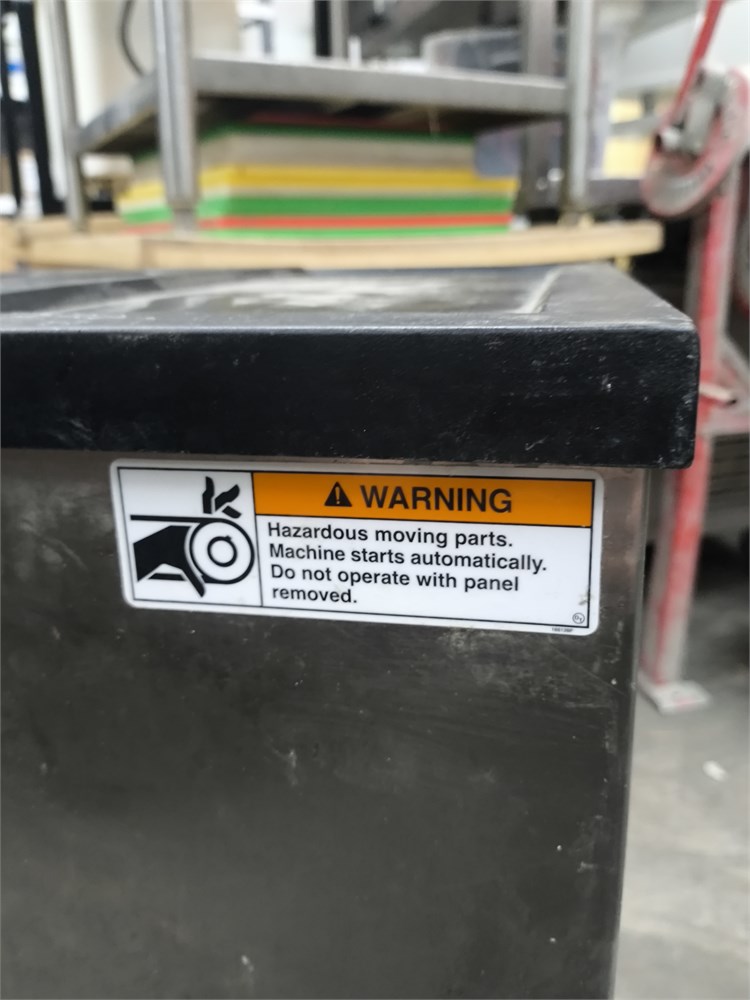 WARNING
Hazardous moving parts.
Machine starts automatically.
Do not operate with panel
removed.